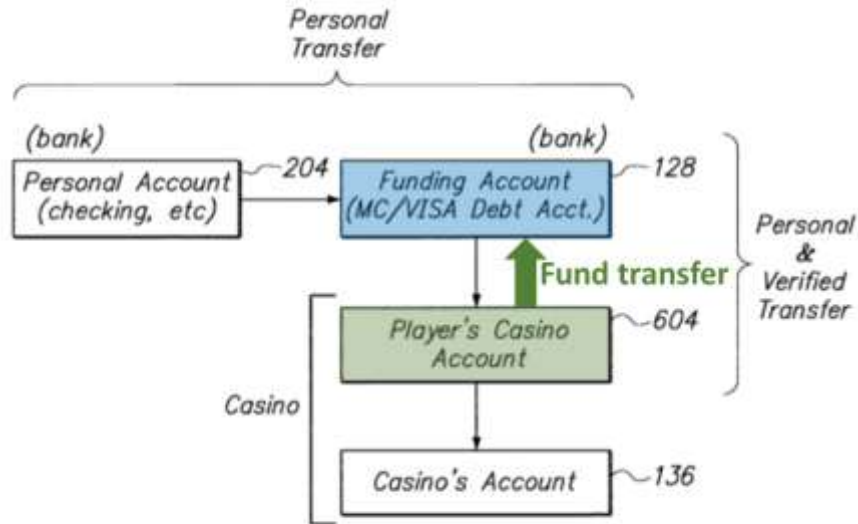 Personal
Transfer
(bank)
(bank)
Personal Account
(checking, etc)
204
Funding Account
(MC/VISA Debt Acct.)
128
Fund transfer
Personal
&
Verified
Transfer
Player's Casino
Account
604
Casino
Casino's Account
136